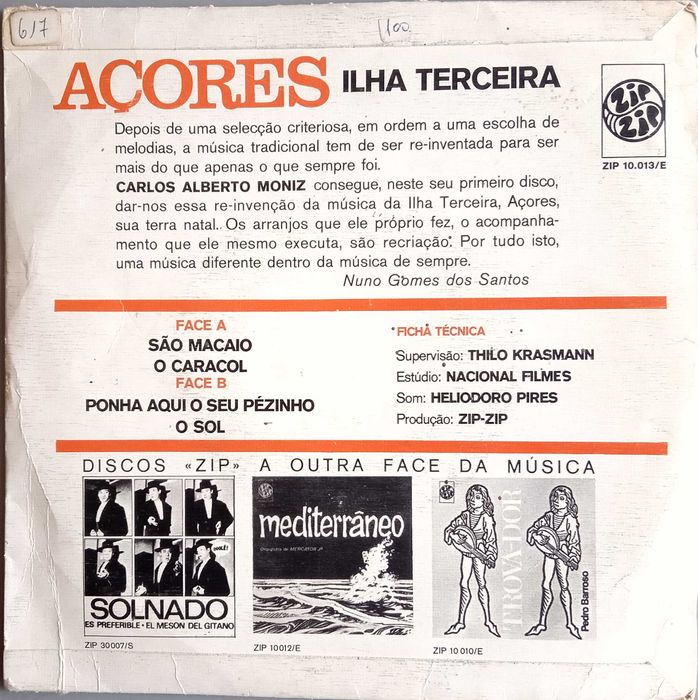 617
100
AÇORES ILHA TERCEIRA
ZIP
ZIP
ZIP 10.013/E
Depois de uma selecção criteriosa, em ordem a uma escolha de
melodias, a música tradicional tem de ser re-inventada para ser
mais do que apenas o que sempre foi.
CARLOS ALBERTO MONIZ consegue, neste seu primeiro disco,
dar-nos essa re-invenção da música da Ilha Terceira, Açores,
sua terra natal. Os arranjos que ele próprio fez, o acompanha-
mento que ele mesmo executa, são recriação. Por tudo isto,
uma música diferente dentro da música de sempre.
Nuno Gomes dos Santos
FACE A
SÃO MACAIO
O CARACOL
FACE B
PONHA AQUI O SEU PÉZINHO
O SOL
FICHA TÉCNICA
Supervisão: THILO KRASMANN
Estúdio: NACIONAL FILMES
Som: HELIODORO PIRES
Produção: ZIP-ZIP
DISCOS «ZIP» A OUTRA FACE DA MÚSICA
OLÉ!
SOLNADO
ES PREFERIBLE • EL MESON DEL GITANO
ZIP 30007/S
mediterrâneo
ZIP 10012/E
TROVA-DOR
Pedro Barroso
ZIP 10010/E